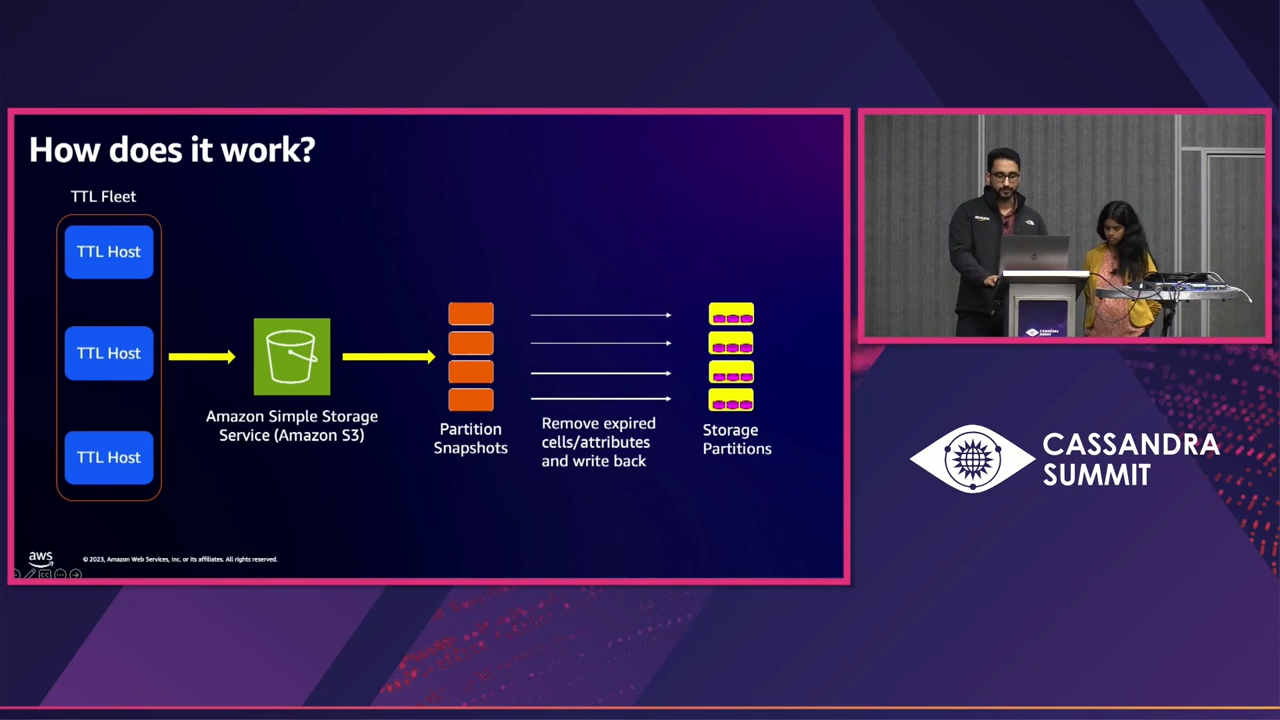 How does it work?
TTL Fleet
TTL Host
TTL Host
TTL Host
Amazon Simple Storage
Service (Amazon S3)
Partition
Snapshots
Remove expired
cells/attributes
and write back
Storage
Partitions
aws
© 2023, Amazon Web Services, Inc. or its affiliates. All rights reserved.
CASSANDRA
SUMMIT
CASSANDRA
SUMMIT